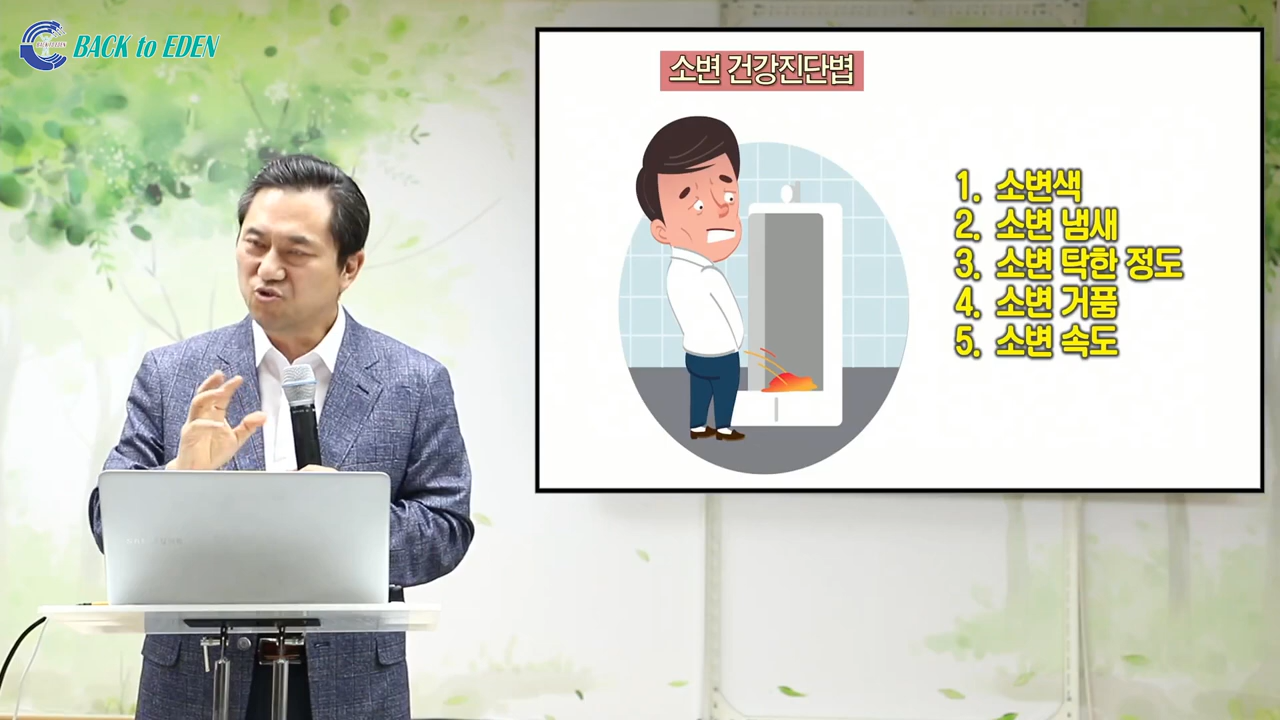 BACK to EDEN
소변 건강진단볍
1. 소변색
2. 소변 냄새
3. 소변 탁한 정도
4. 소변 거품
5. 소변 속도